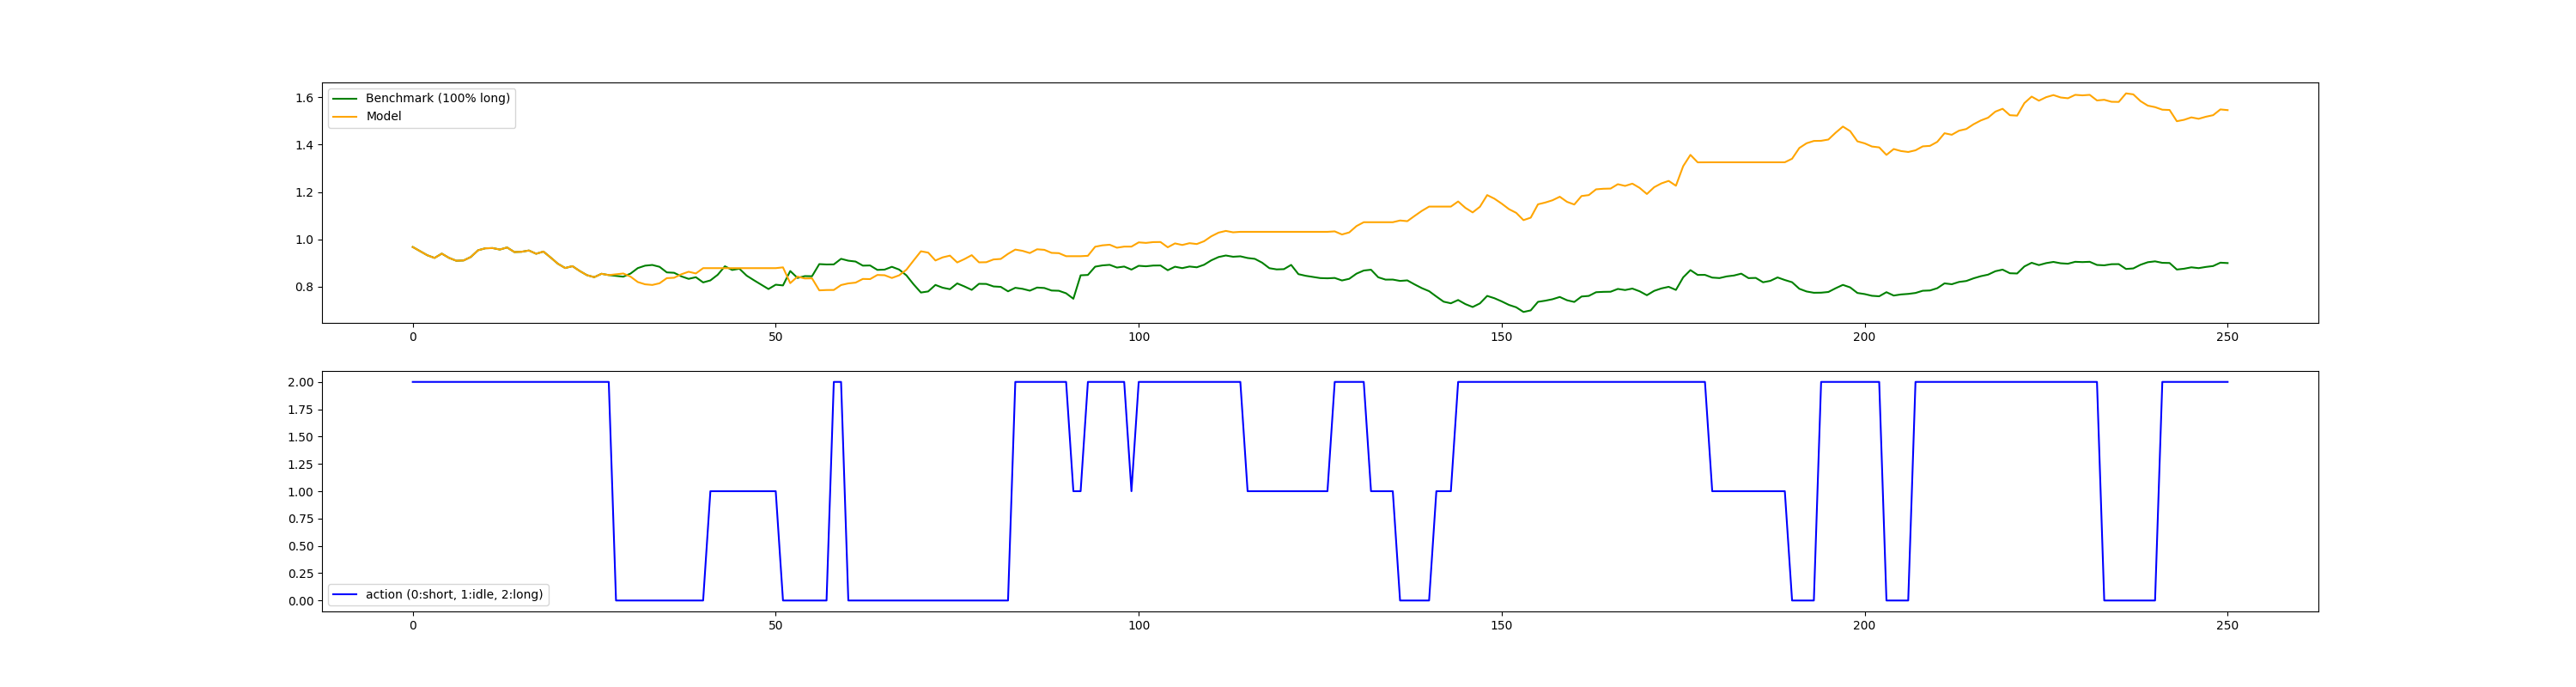 Benchmark (100% long)
Model
1.6
1.4
1.2
1.0
0.8
0 50 100 150 200 250
2.00
1.75
1.50
1.25
1.00
0.75
0.50
0.25
0.00
action (0:short, 1:idle, 2:long)
0 50 100 150 200 250